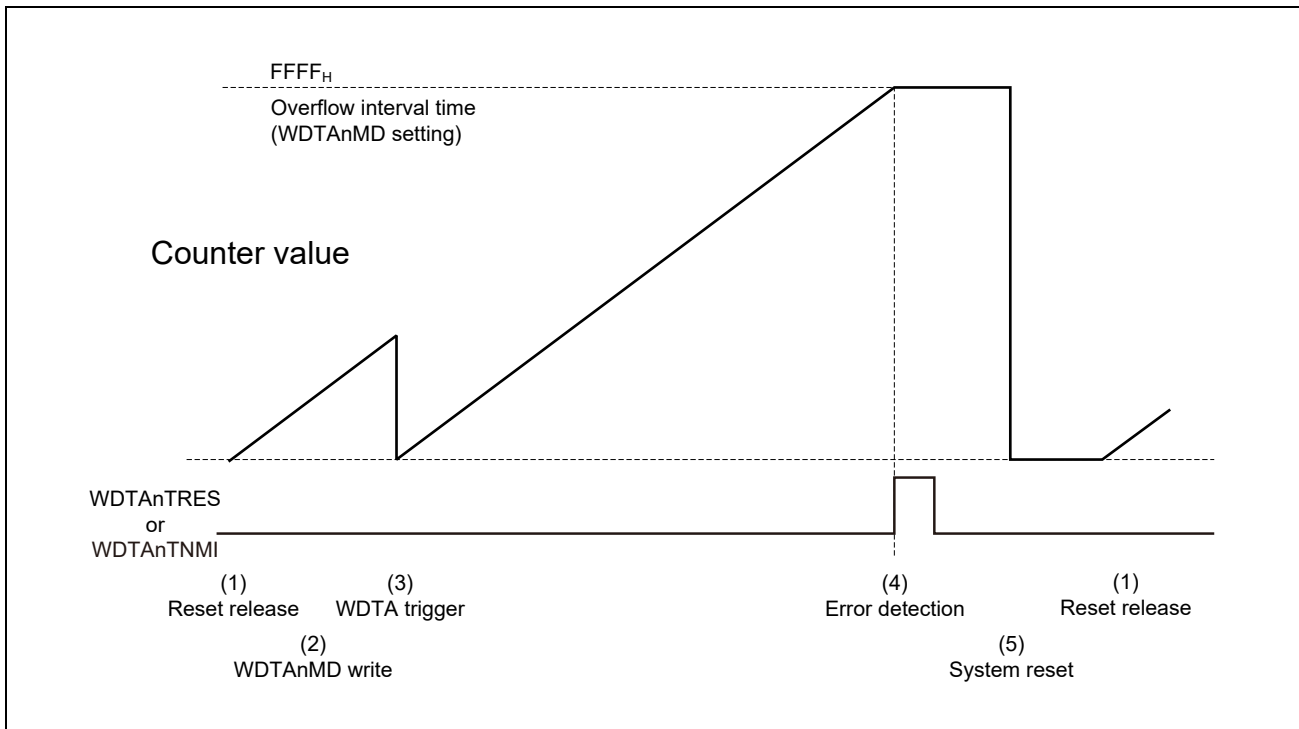 FFFFH
Overflow interval time
(WDTAnMD setting)
Counter value
WDTAnTRES
or
WDTAnTNMI
(1)
Reset release
(2)
WDTAnMD write
(3)
WDTA trigger
(4)
Error detection
(5)
System reset
(1)
Reset release